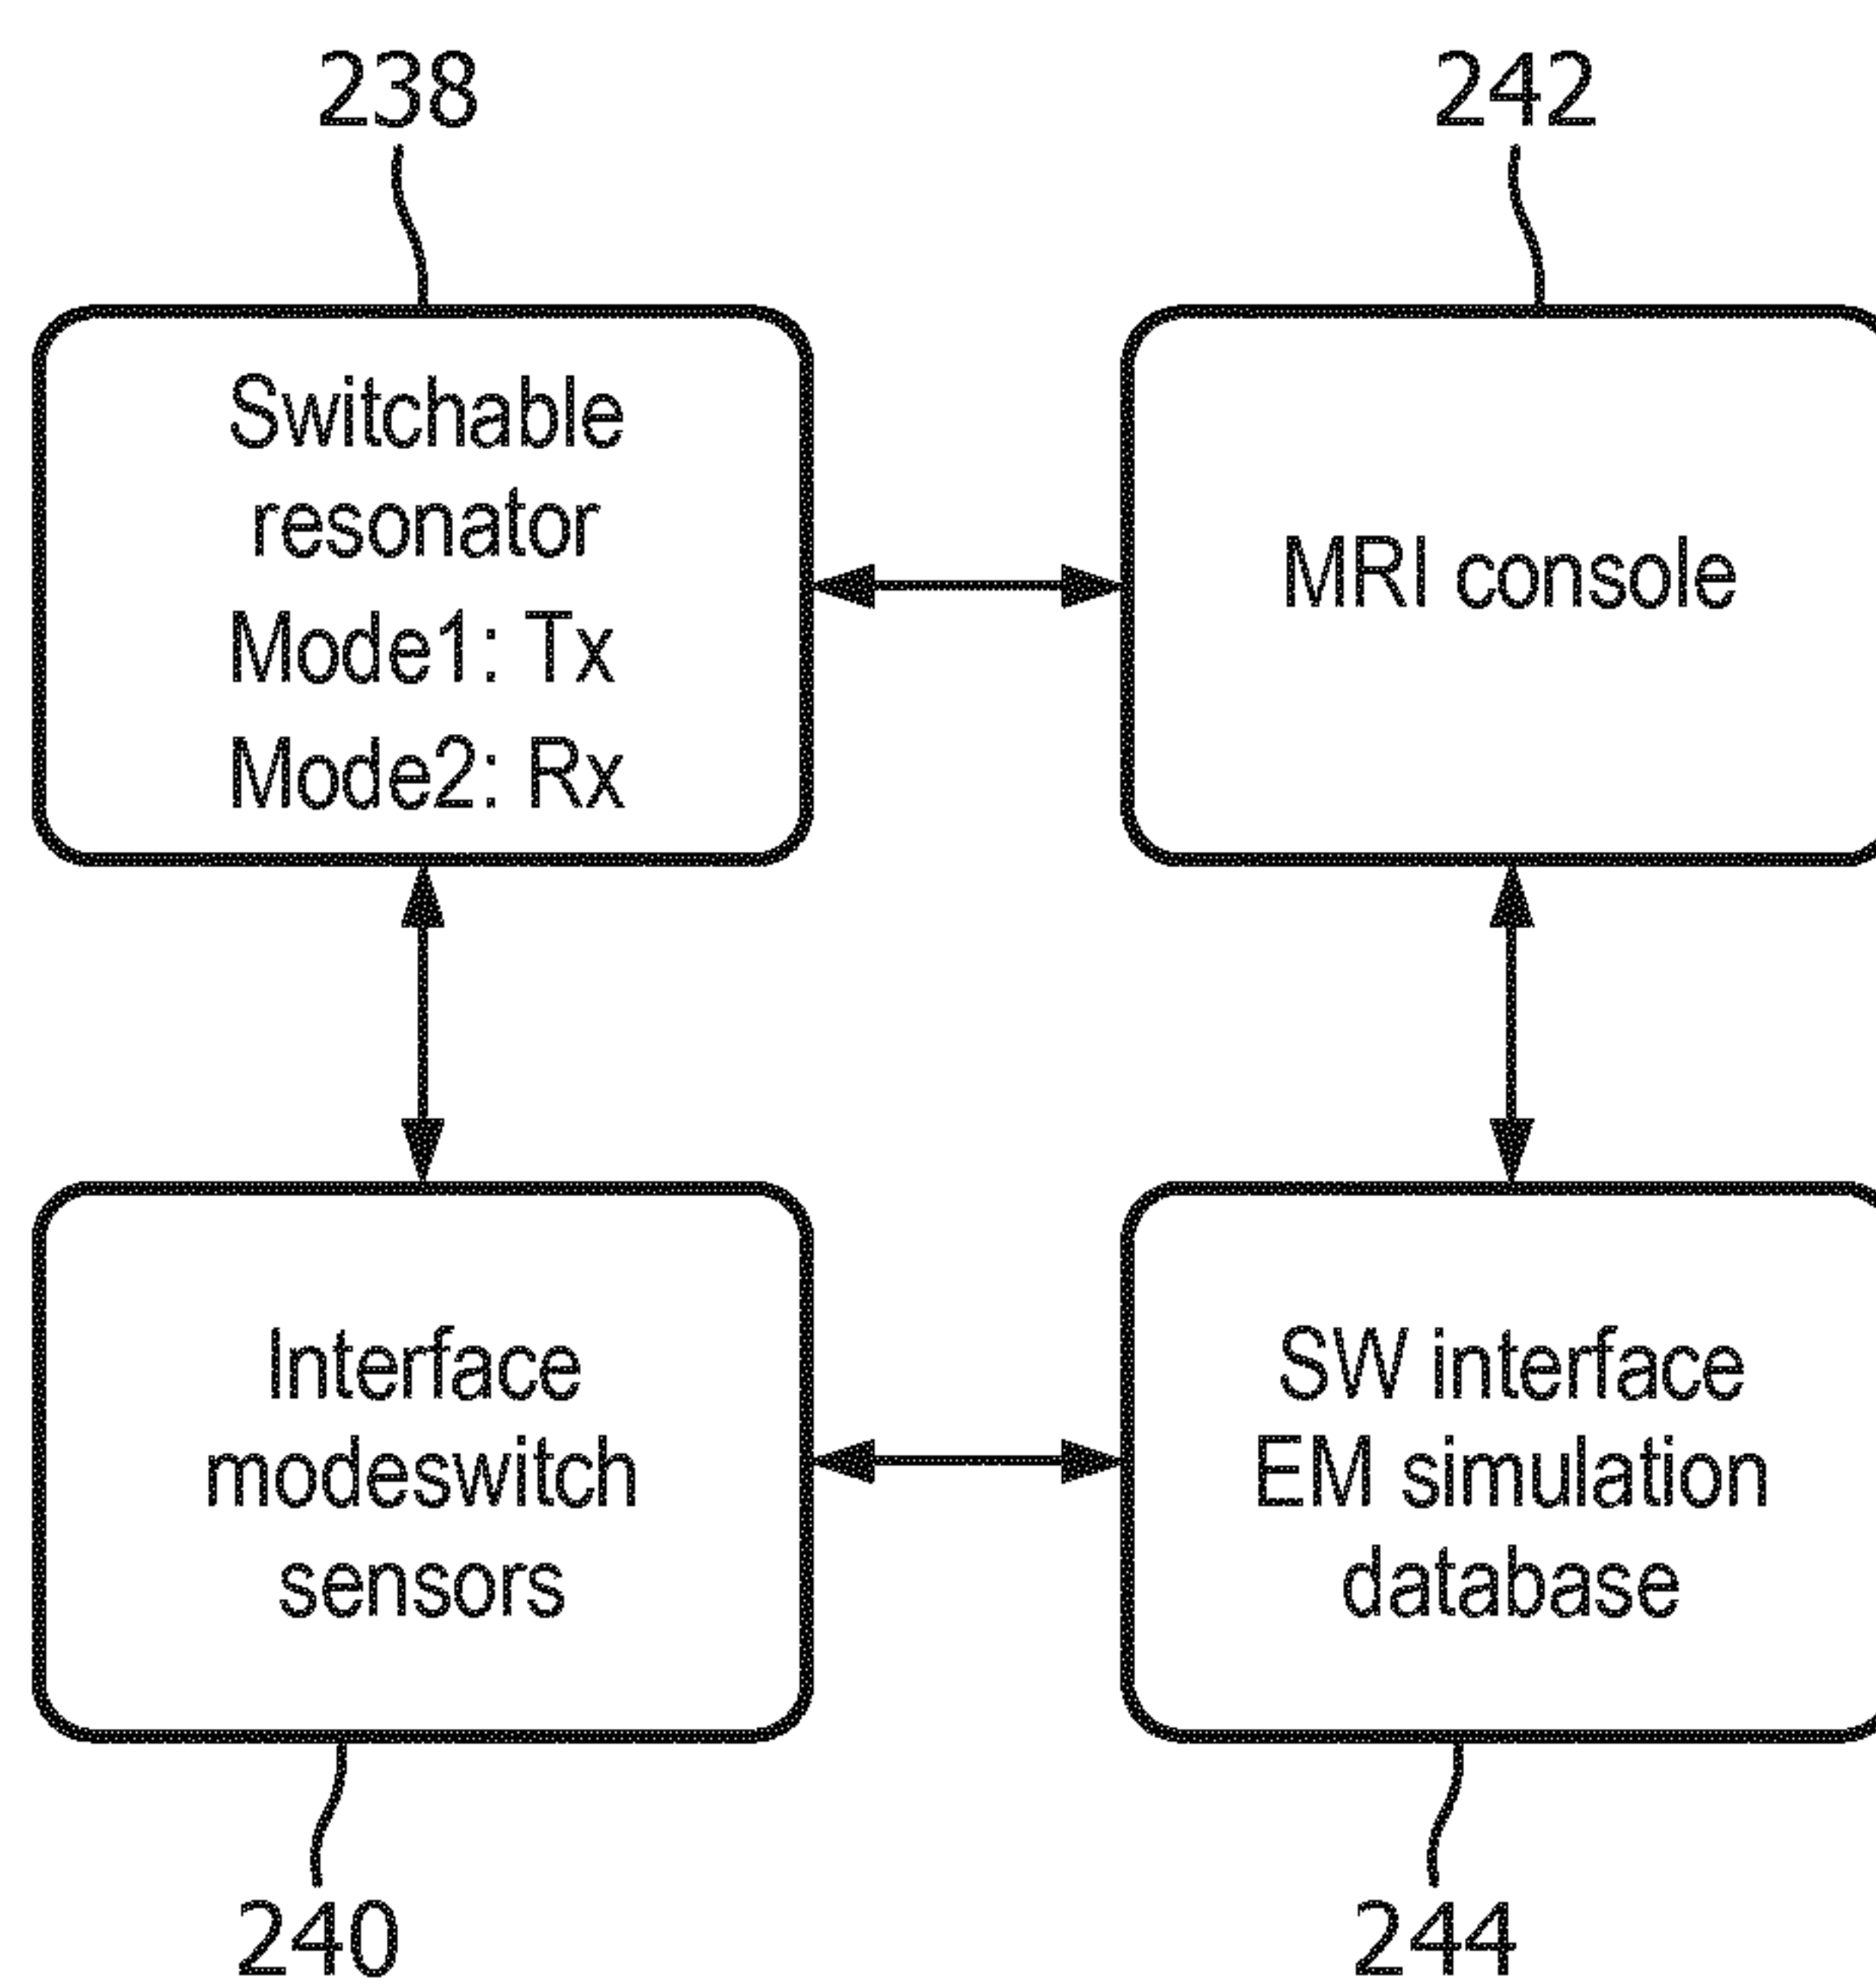 238
242
Switchable
resonator
Mode1: Tx
Mode2: Rx
MRI console
Interface
modeswitch
sensors
SW interface
EM simulation
database
240
244